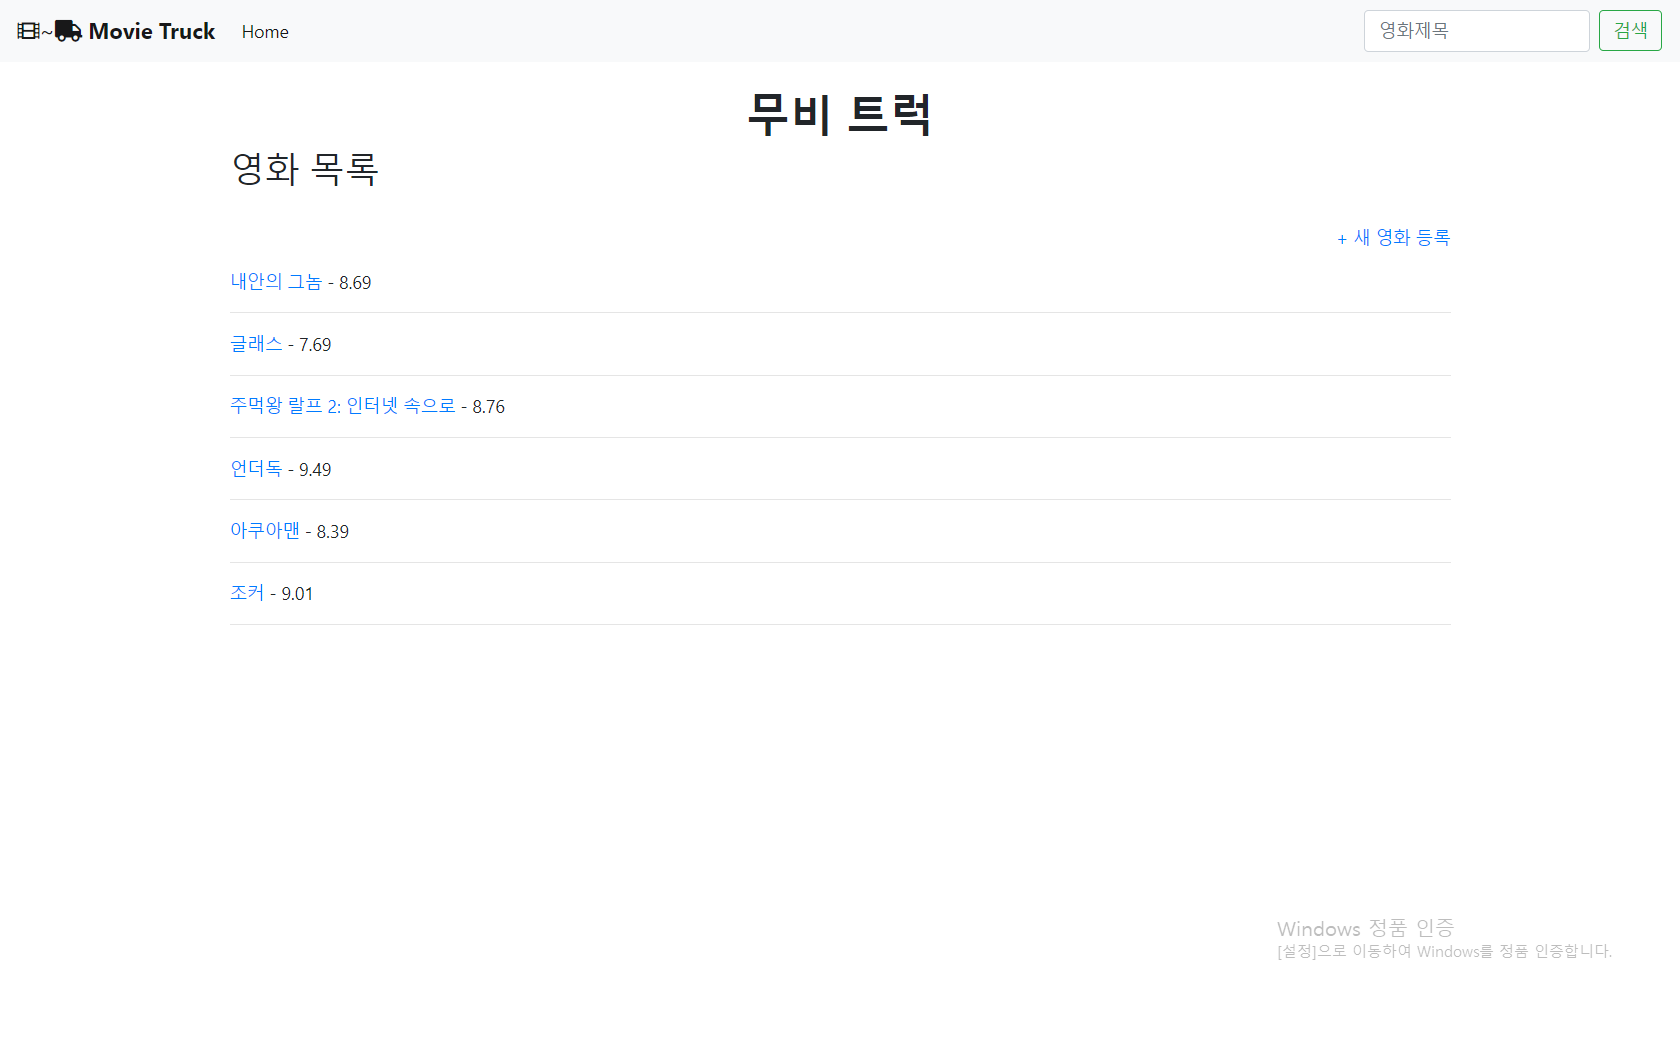 ~ Movie Truck Home 영화제목 검색
무비 트럭
영화 목록
+ 새 영화 등록
내안의 그놈 - 8.69
글래스 - 7.69
주먹왕 랄프 2: 인터넷 속으로 - 8.76
언더독 - 9.49
아쿠아맨 - 8.39
조커 - 9.01
Windows 정품 인증
[설정]으로 이동하여 Windows를 정품 인증합니다.